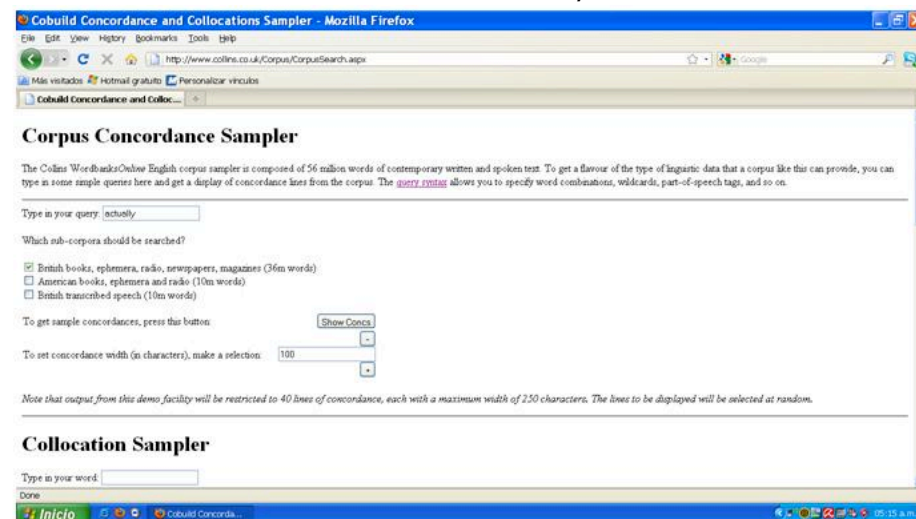 Cobuild Concordance and Collocations Sampler - Mozilla Firefox
File Edit View History Bookmarks Tools Help
http://www.collins.co.uk/Corpus/CorpusSearch.aspx
Google
Más visitados Hotmail gratuito Personalizar vínculos
Cobuild Concordance and Colloc...
Corpus Concordance Sampler
The Collins WordbanksOnline English corpus sampler is composed of 56 million words of contemporary written and spoken text. To get a flavour of the type of linguistic data that a corpus like this can provide, you can
type in some simple queries here and get a display of concordance lines from the corpus. The query syntax allows you to specify word combinations, wildcards, part-of-speech tags, and so on.
Type in your query: actually
Which sub-corpora should be searched?
British books, ephemera, radio, newspapers, magazines (36m words)
American books, ephemera and radio (10m words)
British transcribed speech (10m words)
To get sample concordances, press this button: Show Concs
-
To set concordance width (in characters), make a selection: 100
+
Note that output from this demo facility will be restricted to 40 lines of concordance, each with a maximum width of 250 characters. The lines to be displayed will be selected at random.
Collocation Sampler
Type in your word:
Done
Inicio Cobuild Concorda... 05:15 a.m.